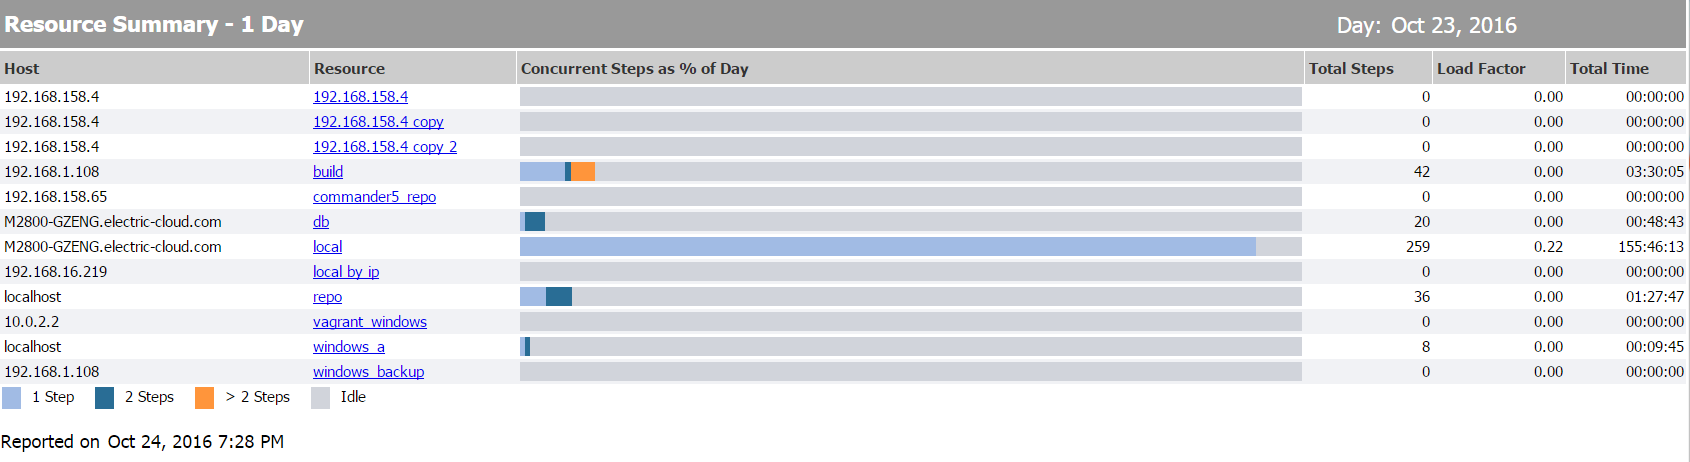 Resource Summary - 1 Day Day: Oct 23, 2016
Host Resource Concurrent Steps as % of Day Total Steps Load Factor Total Time
192.168.158.4 192.168.158.4 0 0.00 00:00:00
192.168.158.4 192.168.158.4 copy 0 0.00 00:00:00
192.168.158.4 192.168.158.4 copy 2 0 0.00 00:00:00
192.168.1.108 build 42 0.00 03:30:05
192.168.158.65 commander5_repo 0 0.00 00:00:00
M2800-GZENG.electric-cloud.com db 20 0.00 00:48:43
M2800-GZENG.electric-cloud.com local 259 0.22 155:46:13
192.168.16.219 local by ip 0 0.00 00:00:00
localhost repo 36 0.00 01:27:47
10.0.2.2 vagrant_windows 0 0.00 00:00:00
localhost windows_a 8 0.00 00:09:45
192.168.1.108 windows_backup 0 0.00 00:00:00
1 Step 2 Steps > 2 Steps Idle
Reported on Oct 24, 2016 7:28 PM